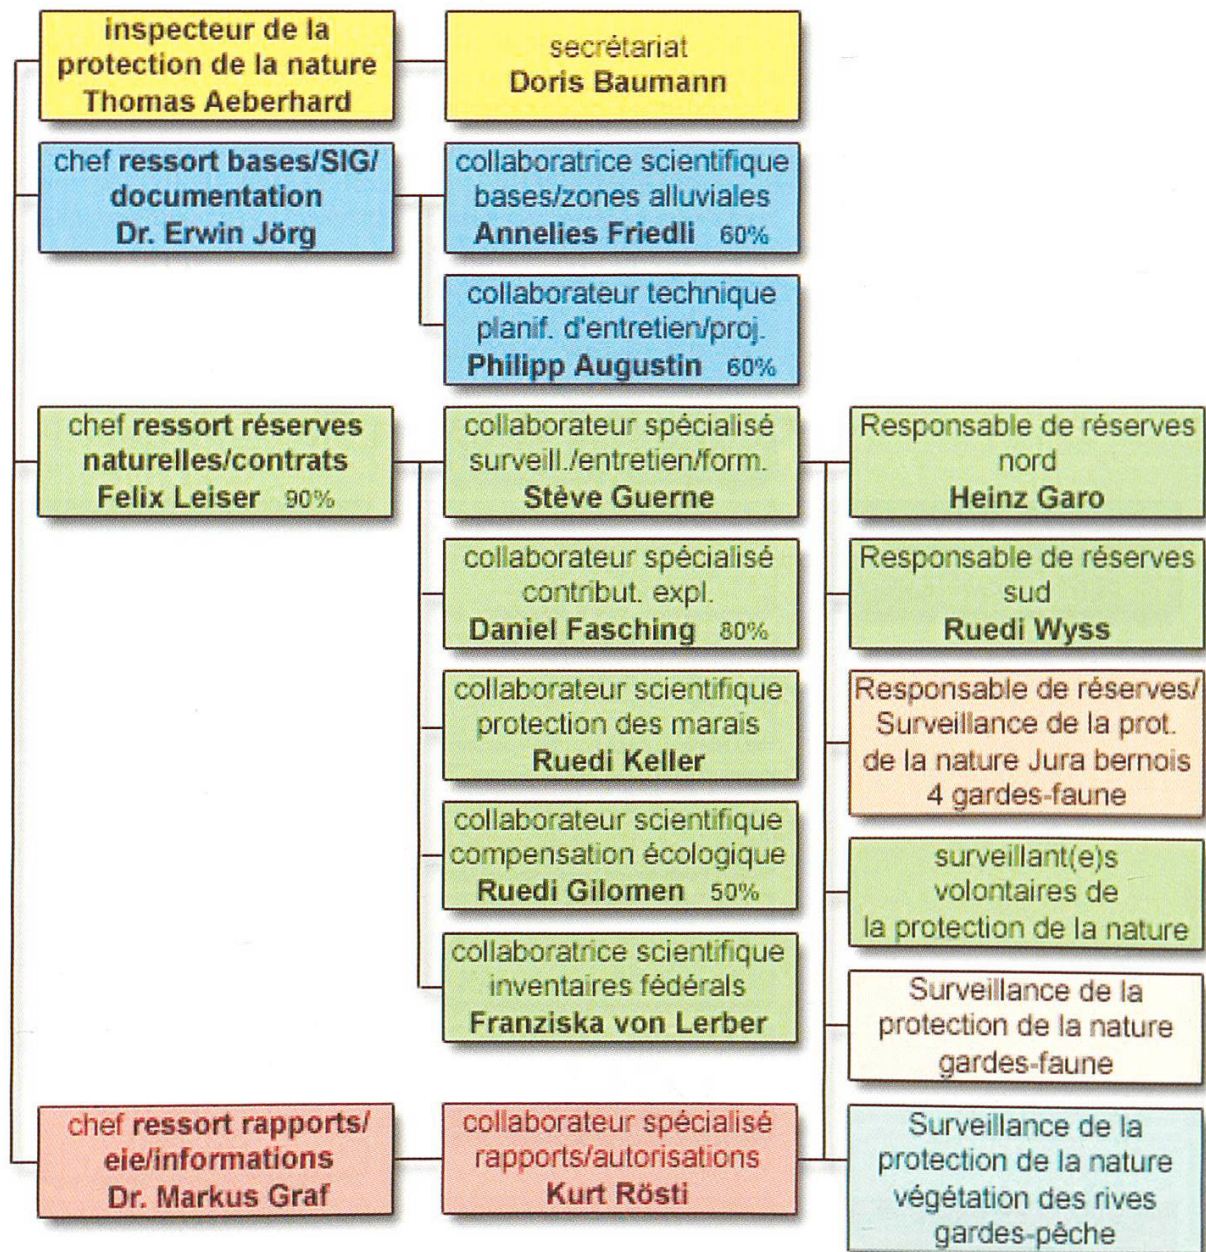 inspecteur de la
protection de la nature
Thomas Aeberhard
secrétariat
Doris Baumann
chef ressort bases/SIG/
documentation
Dr. Erwin Jörg
collaboratrice scientifique
bases/zones alluviales
Annelies Friedli 60%
collaborateur technique
planif. d'entretien/proj.
Philipp Augustin 60%
chef ressort réserves
naturelles/contrats
Felix Leiser 90%
collaborateur spécialisé
surveill./entretien/form.
Stève Guerne
Responsable de réserves
nord
Heinz Garo
collaborateur spécialisé
contribut. expl.
Daniel Fasching 80%
Responsable de réserves
sud
Ruedi Wyss
collaborateur scientifique
protection des marais
Ruedi Keller
Responsable de réserves/
Surveillance de la prot.
de la nature Jura bernois
4 gardes-faune
collaborateur scientifique
compensation écologique
Ruedi Gilomen 50%
surveillant(e)s
volontaires de
la protection de la nature
collaboratrice scientifique
inventaires fédérals
Franziska von Lerber
Surveillance de la
protection de la nature
gardes-faune
chef ressort rapports/
eie/informations
Dr. Markus Graf
collaborateur spécialisé
rapports/autorisations
Kurt Rösti
Surveillance de la
protection de la nature
végétation des rives
gardes-pêche